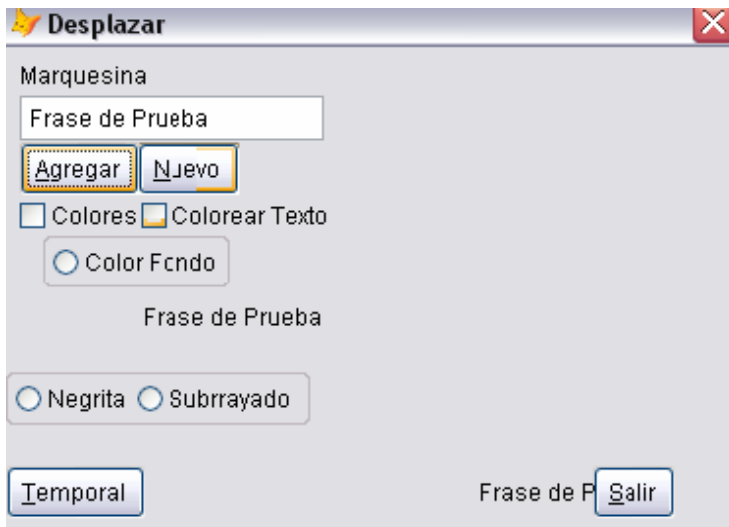 Desplazar
Marquesina
Frase de Prueba
Agregar Nuevo
Colores Colorear Texto
Color Fondo
Frase de Prueba
Negrita Subrrayado
Temporal Frase de P Salir